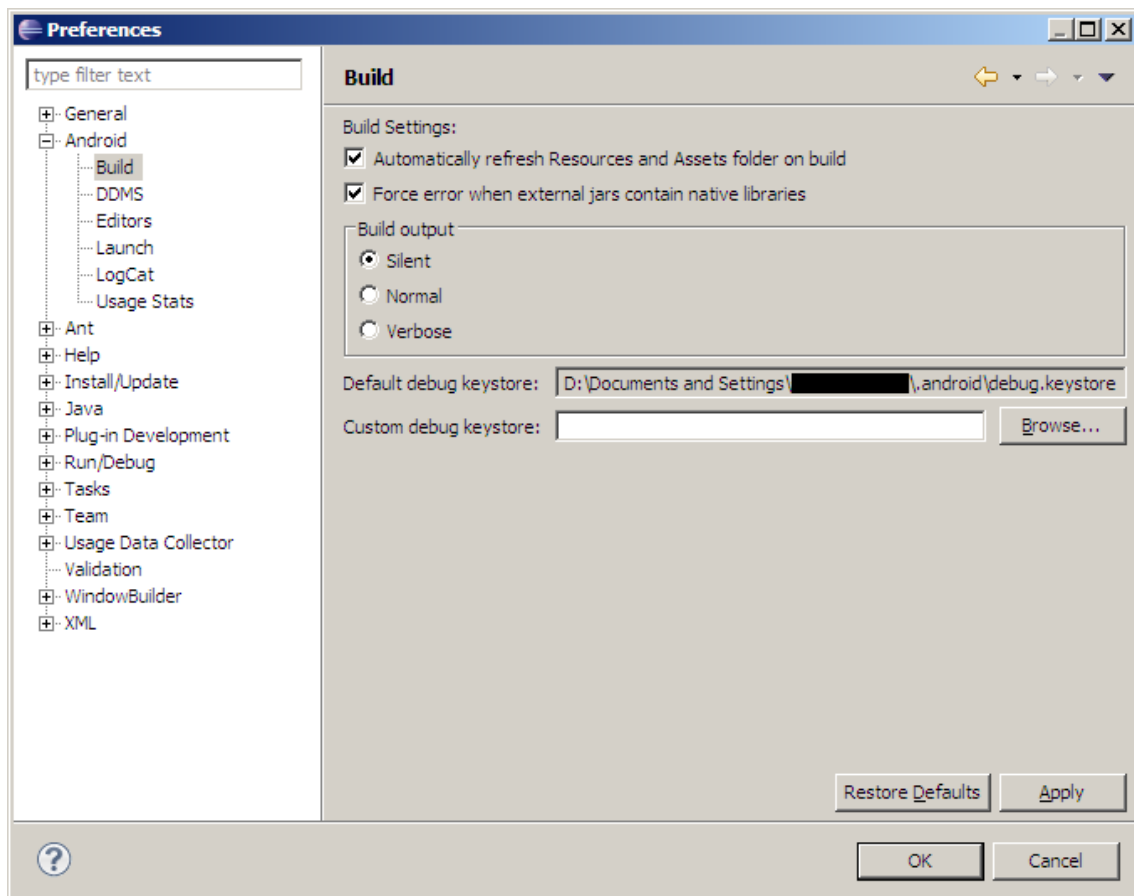 Preferences
type filter text
General
Android
Build
DDMS
Editors
Launch
LogCat
Usage Stats
Ant
Help
Install/Update
Java
Plug-in Development
Run/Debug
Tasks
Team
Usage Data Collector
Validation
WindowBuilder
XML
Build
Build Settings:
Automatically refresh Resources and Assets folder on build
Force error when external jars contain native libraries
Build output
Silent
Normal
Verbose
Default debug keystore: D:\Documents and Settings\ \.android\debug.keystore
Custom debug keystore: Browse...
Restore Defaults Apply
? OK Cancel